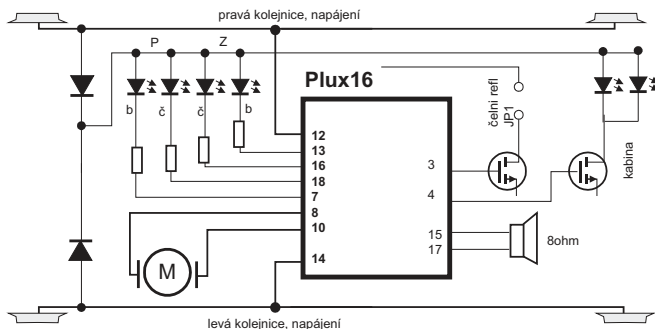 pravá kolejnice, napájení
P Z
b č č b
Plux16
čelní refl
JP1
kabina
12
13
16
18
7
8
10
14
3
4
15
17
M
8ohm
levá kolejnice, napájení